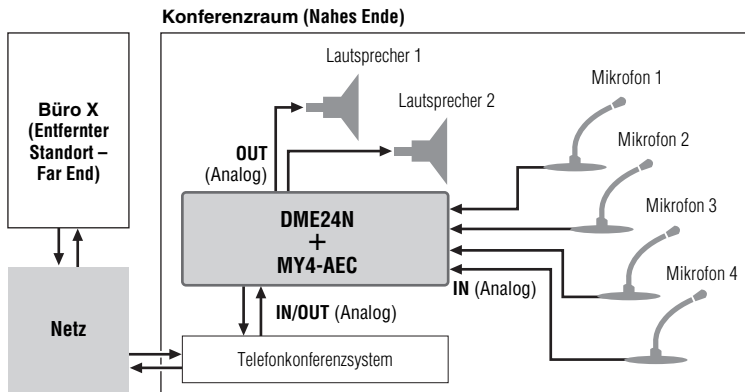 Konferenzraum (Nahes Ende)
Lautsprecher 1
Mikrofon 1
Büro X
(Entfernter
Standort –
Far End)
Lautsprecher 2
Mikrofon 2
OUT
(Analog)
DME24N
+
MY4-AEC
Mikrofon 3
Mikrofon 4
IN (Analog)
IN/OUT (Analog)
Netz
Telefonkonferenzsystem